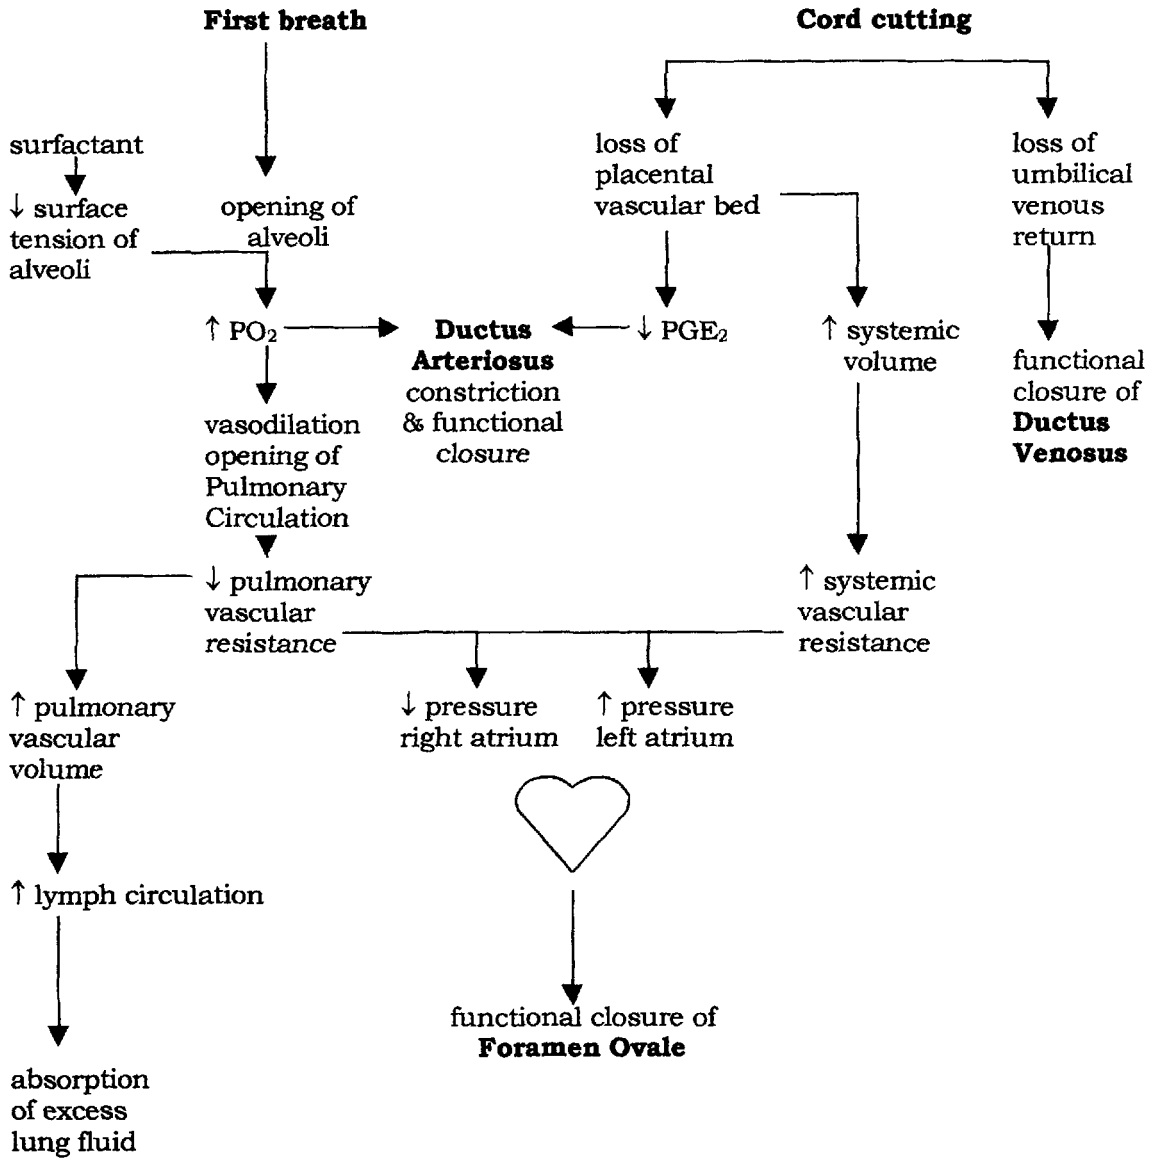 First breath
Cord cutting
surfactant
↓ surface
tension of
alveoli
opening of
alveoli
loss of
placental
vascular bed
loss of
umbilical
venous
return
↑ PO₂
Ductus
Arteriosus
constriction
& functional
closure
↓ PGE₂
↑ systemic
volume
functional
closure of
Ductus
Venosus
vasodilation
opening of
Pulmonary
Circulation
↓ pulmonary
vascular
resistance
↑ systemic
vascular
resistance
↑ pulmonary
vascular
volume
↓ pressure
right atrium
↑ pressure
left atrium
↑ lymph circulation
functional closure of
Foramen Ovale
absorption
of excess
lung fluid